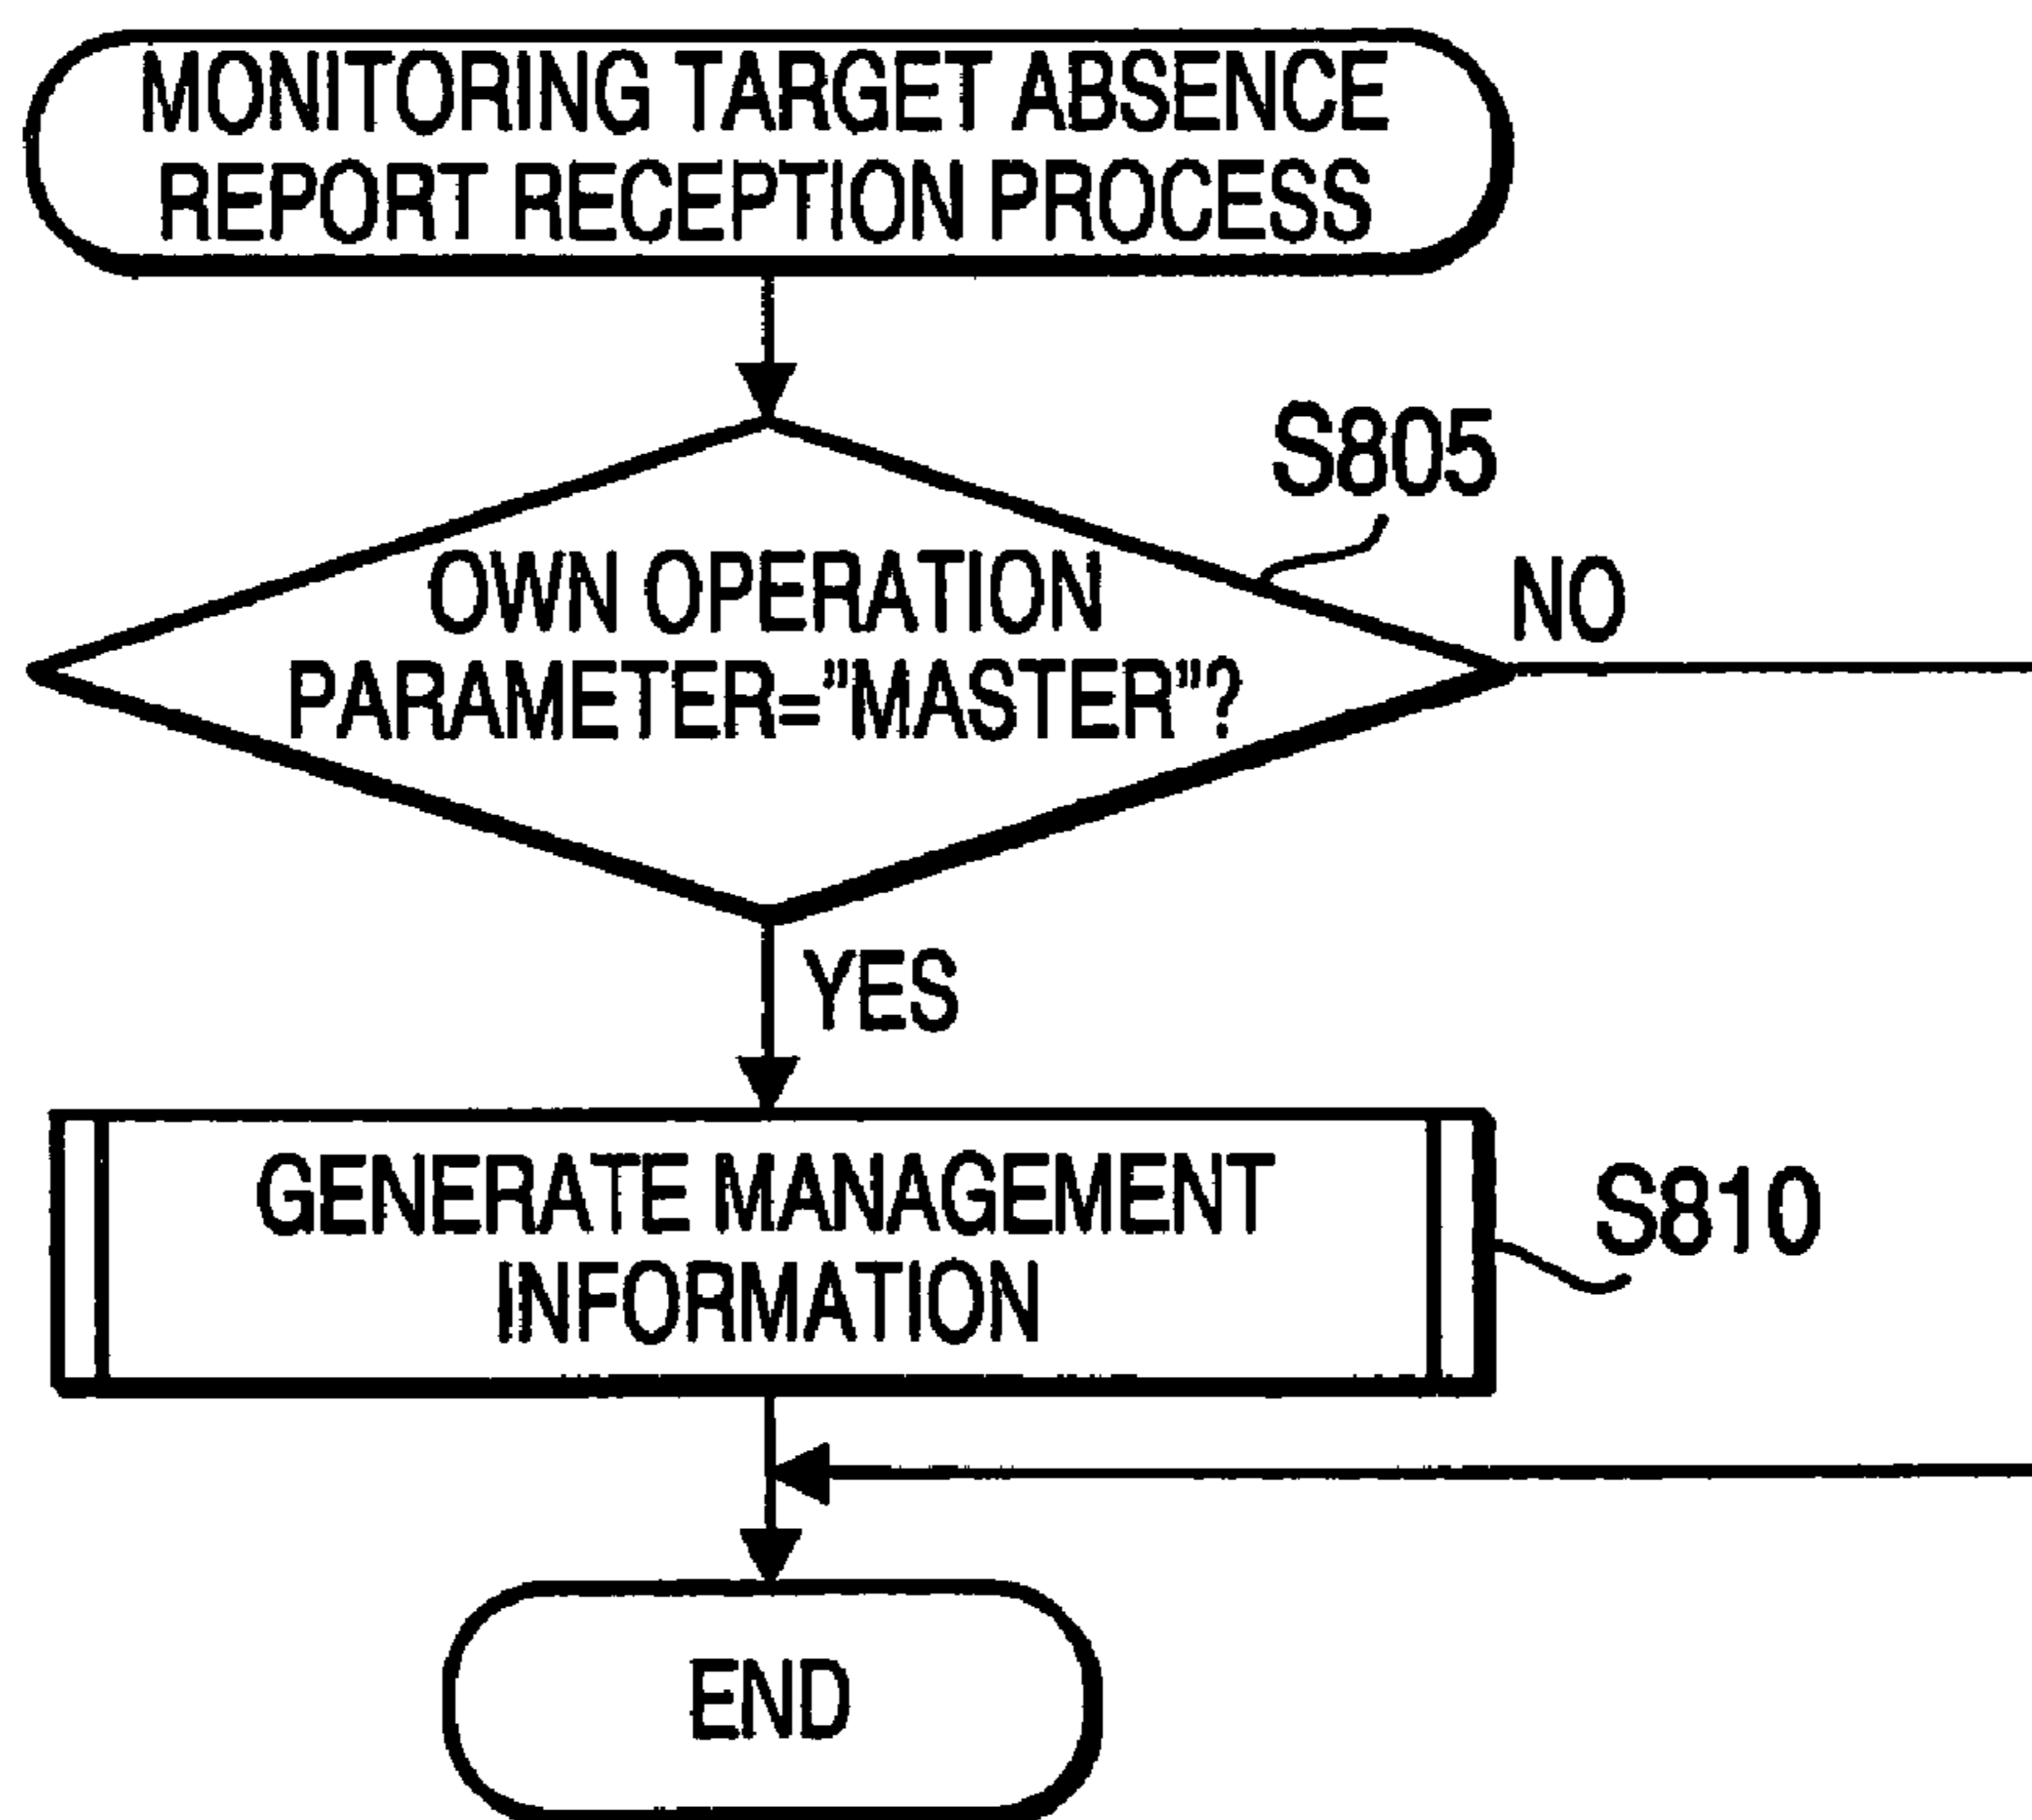 MONITORING TARGET ABSENCE
REPORT RECEPTION PROCESS
S805
OWN OPERATION
PARAMETER=”MASTER”?
NO
YES
GENERATE MANAGEMENT
INFORMATION
S810
END